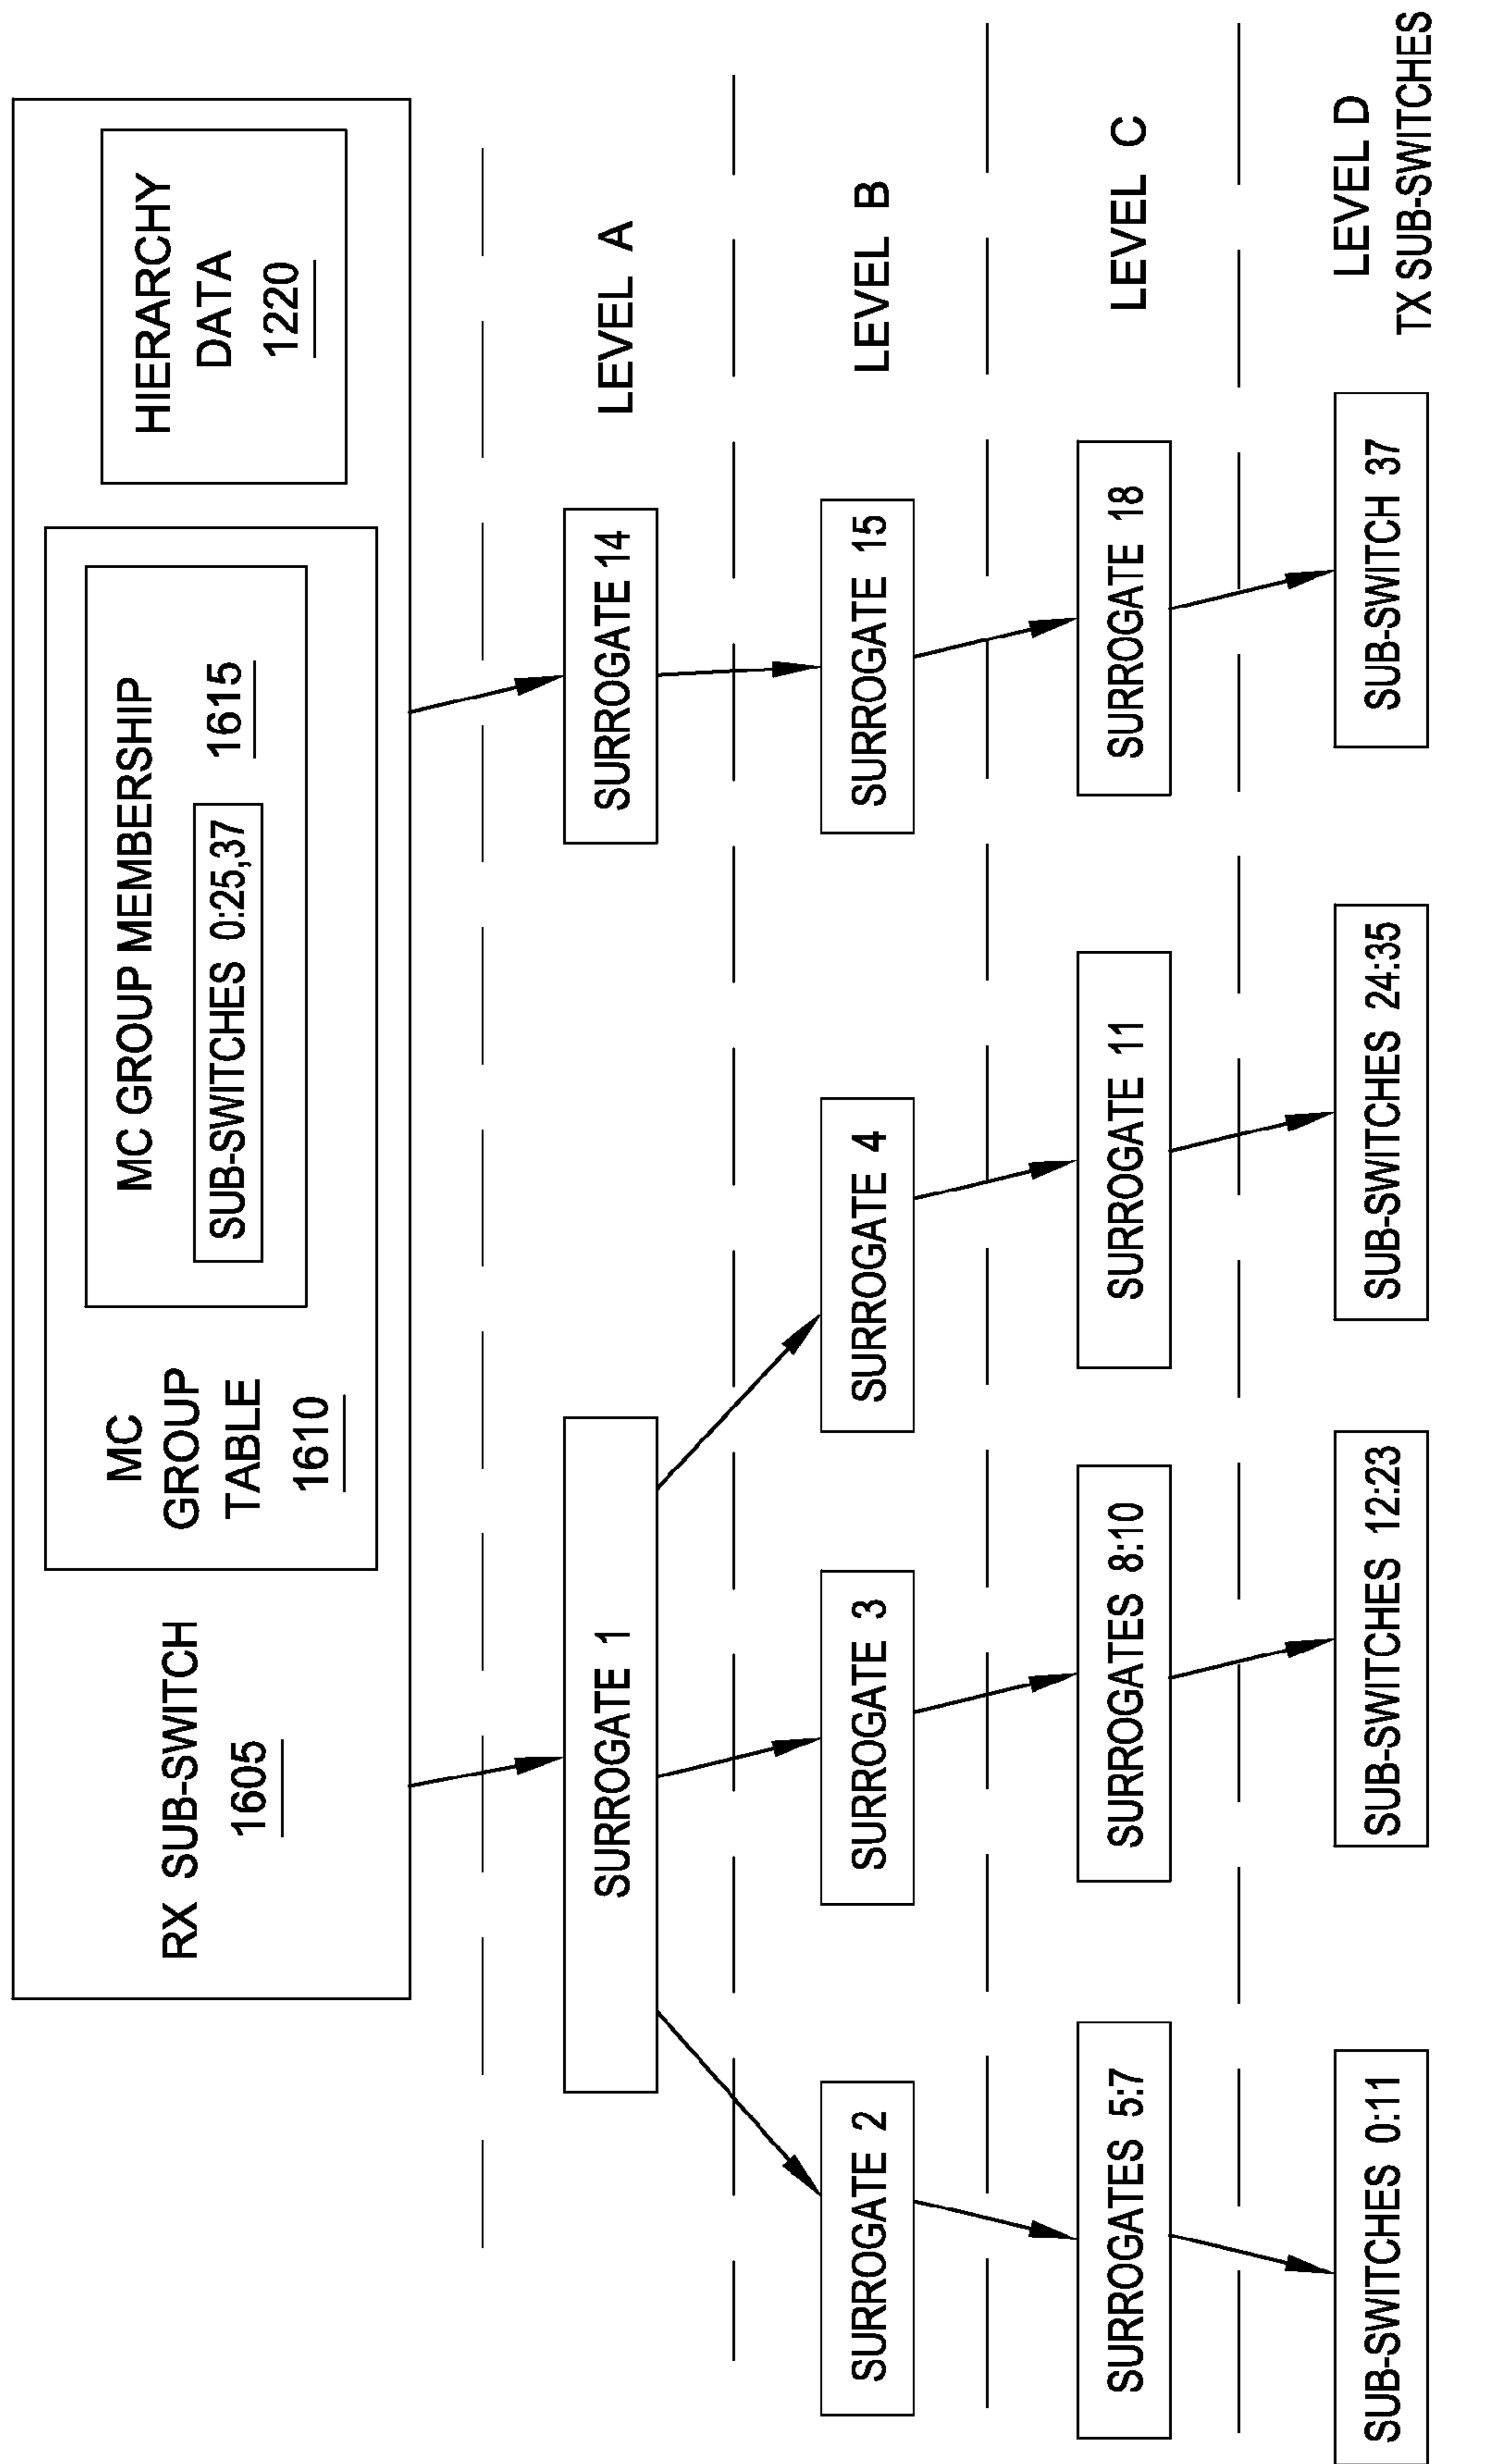 RX SUB-SWITCH
1605
MC
GROUP
TABLE
1610
MC GROUP MEMBERSHIP
SUB-SWITCHES 0:25,37
1615
HIERARCHY
DATA
1220
SURROGATE 1
SURROGATE 14
LEVEL A
SURROGATE 2
SURROGATE 3
SURROGATE 4
SURROGATE 15
LEVEL B
SURROGATES 5:7
SURROGATES 8:10
SURROGATE 11
SURROGATE 18
LEVEL C
SUB-SWITCHES 0:11
SUB-SWITCHES 12:23
SUB-SWITCHES 24:35
SUB-SWITCH 37
LEVEL D
TX SUB-SWITCHES